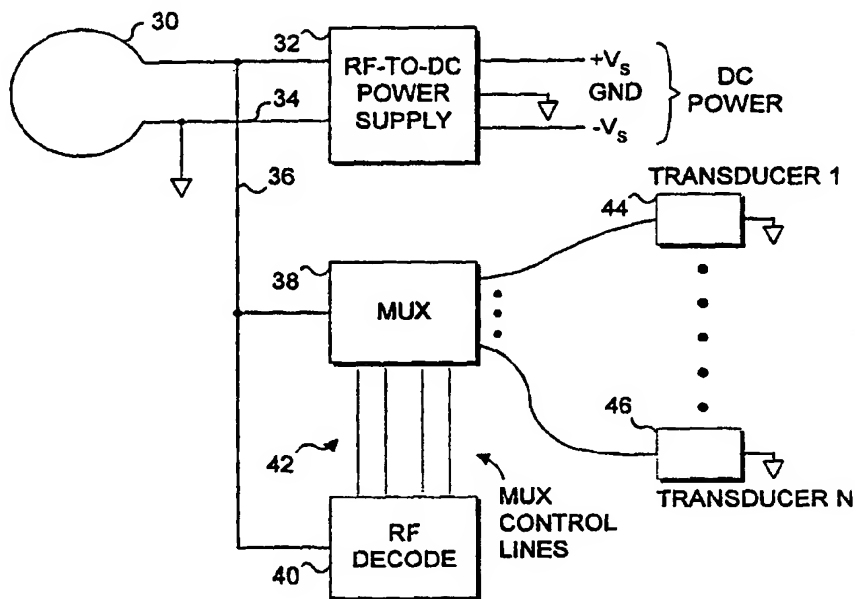 30
32
RF-TO-DC
POWER
SUPPLY
+Vs
GND
-Vs
DC
POWER
34
36
TRANSDUCER 1
44
38
MUX
46
TRANSDUCER N
42
MUX
CONTROL
LINES
RF
DECODE
40